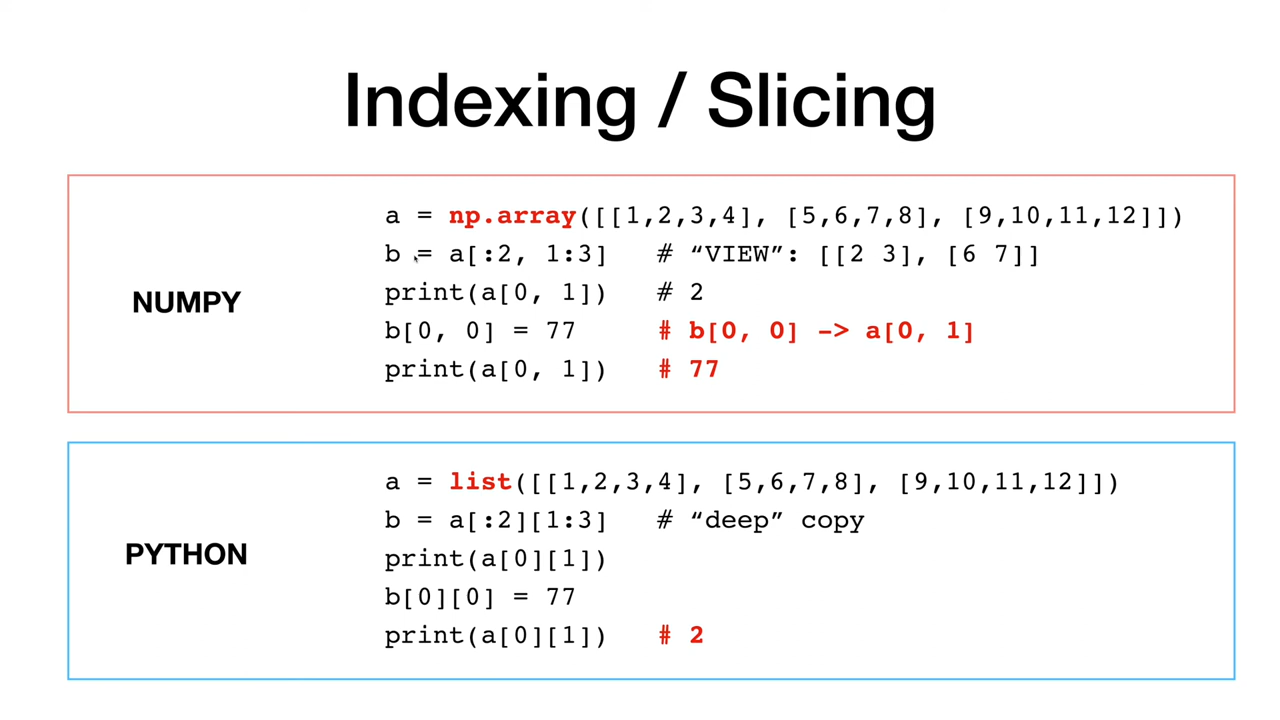 Indexing / Slicing
NUMPY
a = np.array([[1,2,3,4], [5,6,7,8], [9,10,11,12]])
b = a[:2, 1:3]   # “VIEW”: [[2 3], [6 7]]
print(a[0, 1])   # 2
b[0, 0] = 77     # b[0, 0] -> a[0, 1]
print(a[0, 1])   # 77
PYTHON
a = list([[1,2,3,4], [5,6,7,8], [9,10,11,12]])
b = a[:2][1:3]   # “deep” copy
print(a[0][1])
b[0][0] = 77
print(a[0][1])   # 2